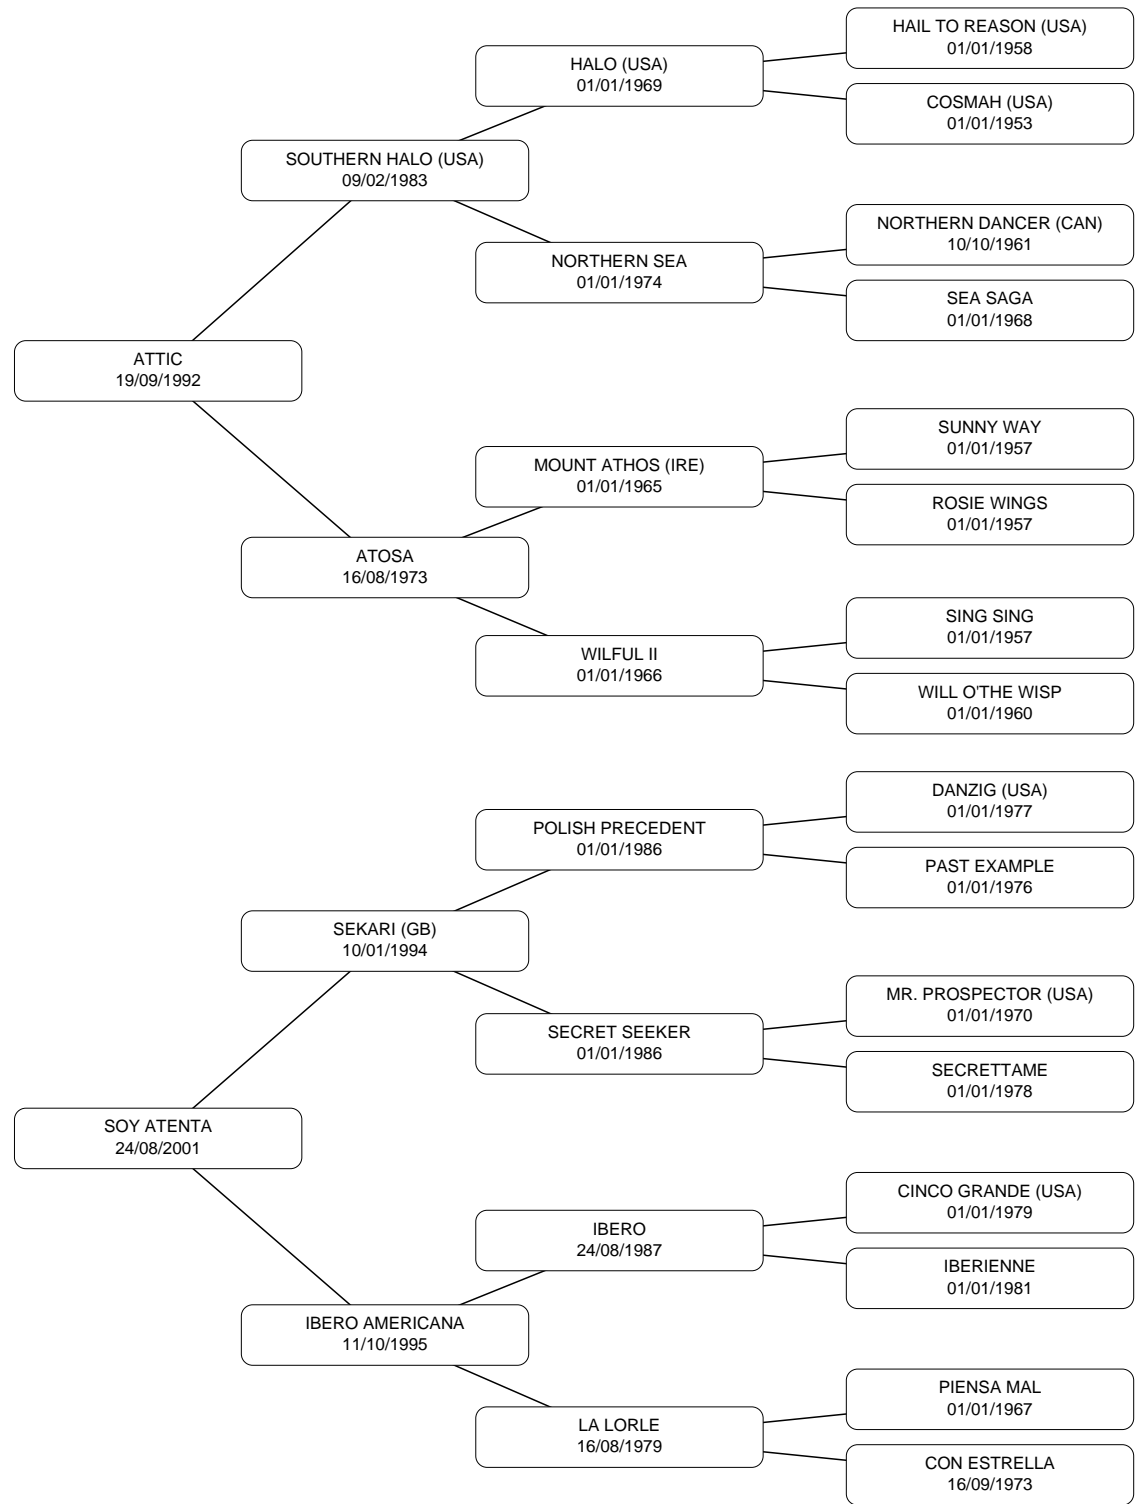 HAIL TO REASON (USA)
01/01/1958
HALO (USA)
01/01/1969
COSMAH (USA)
01/01/1953
SOUTHERN HALO (USA)
09/02/1983
NORTHERN DANCER (CAN)
10/10/1961
NORTHERN SEA
01/01/1974
SEA SAGA
01/01/1968
ATTIC
19/09/1992
SUNNY WAY
01/01/1957
MOUNT ATHOS (IRE)
01/01/1965
ROSIE WINGS
01/01/1957
ATOSA
16/08/1973
SING SING
01/01/1957
WILFUL II
01/01/1966
WILL O'THE WISP
01/01/1960
DANZIG (USA)
01/01/1977
POLISH PRECEDENT
01/01/1986
PAST EXAMPLE
01/01/1976
SEKARI (GB)
10/01/1994
MR. PROSPECTOR (USA)
01/01/1970
SECRET SEEKER
01/01/1986
SECRETTAME
01/01/1978
SOY ATENTA
24/08/2001
CINCO GRANDE (USA)
01/01/1979
IBERO
24/08/1987
IBERIENNE
01/01/1981
IBERO AMERICANA
11/10/1995
PIENSA MAL
01/01/1967
LA LORLE
16/08/1979
CON ESTRELLA
16/09/1973